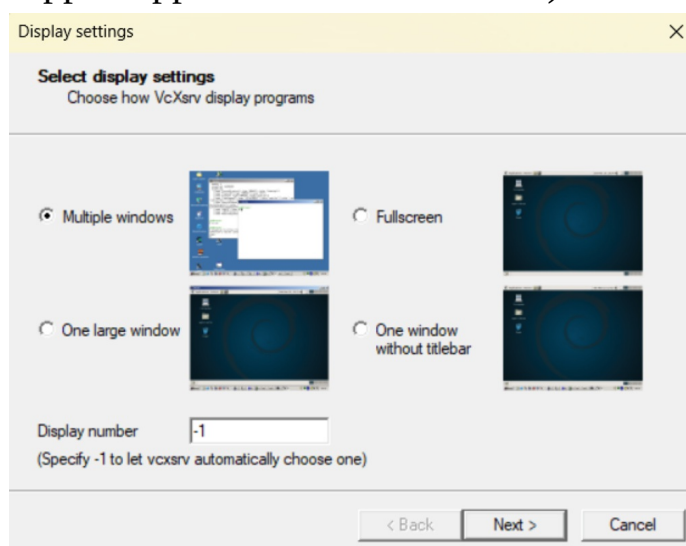 Display settings
Select display settings
Choose how VcXsrv display programs
Multiple windows
Fullscreen
One large window
One window
without titlebar
Display number
-1
(Specify -1 to let vcxsrv automatically choose one)
< Back
Next >
Cancel